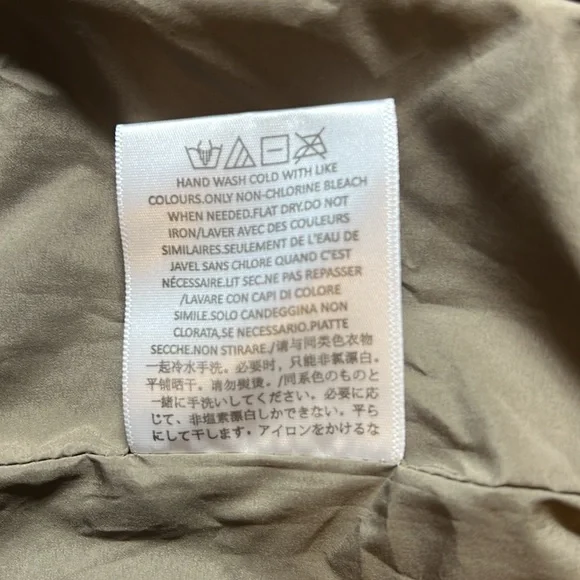 HAND WASH COLD WITH LIKE
COLOURS.ONLY NON-CHLORINE BLEACH
WHEN NEEDED.FLAT DRY.DO NOT
IRON/LAVER AVEC DES COULEURS
SIMILAIRES.SEULEMENT DE L'EAU DE
JAVEL SANS CHLORE QUAND C'EST
NÉCESSAIRE.LIT SEC.NE PAS REPASSER
/LAVARE CON CAPI DI COLORE
SIMILE.SOLO CANDEGGINA NON
CLORATA,SE NECESSARIO.PIATTE
SECCHE.NON STIRARE./请与同类色衣物
一起冷水手洗。必要时，只能非氯漂白。
平铺晒干。请勿熨烫。/同系色のものと
一緒に手洗いしてください。必要に応
じて、非塩素漂白しかできない。平ら
にして干します。アイロンをかけるな